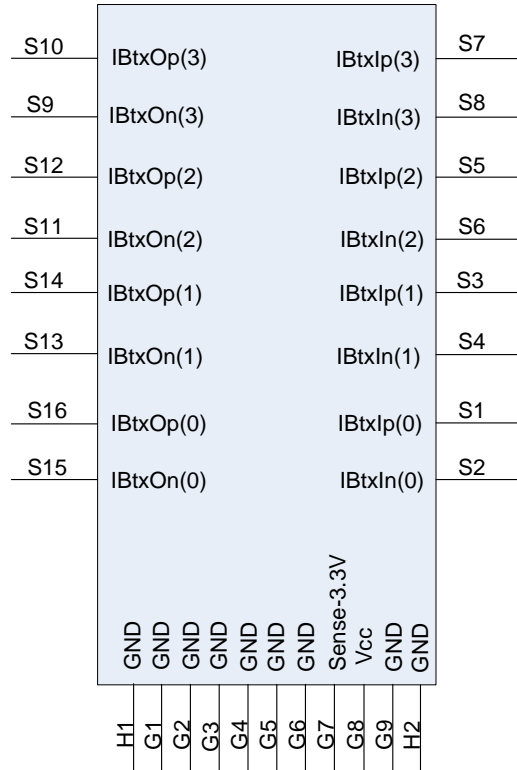 S10 IBtxOp(3) IBtxIp(3) S7
S9 IBtxOn(3) IBtxIn(3) S8
S12 IBtxOp(2) IBtxIp(2) S5
S11 IBtxOn(2) IBtxIn(2) S6
S14 IBtxOp(1) IBtxIp(1) S3
S13 IBtxOn(1) IBtxIn(1) S4
S16 IBtxOp(0) IBtxIp(0) S1
S15 IBtxOn(0) IBtxIn(0) S2
GND GND GND GND GND GND GND Sense-3.3V Vcc GND GND
H1 G1 G2 G3 G4 G5 G6 G7 G8 G9 H2